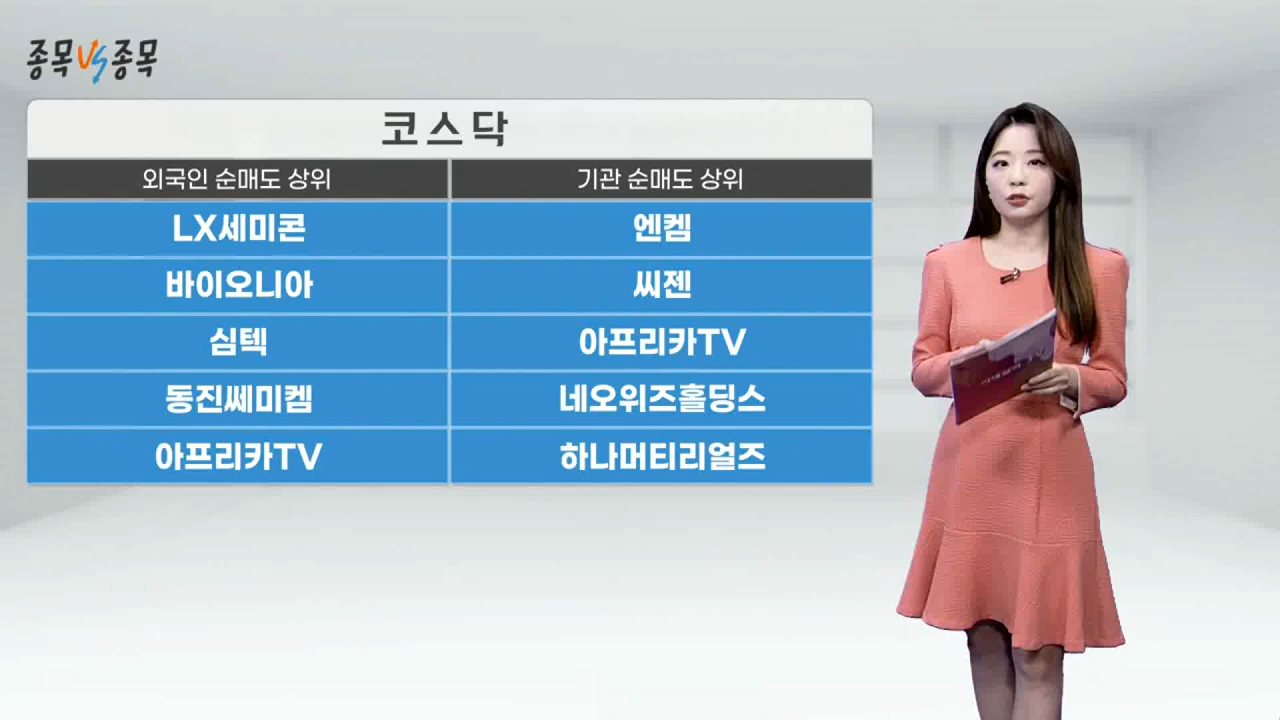 종목VS종목
코스닥
외국인 순매도 상위 기관 순매도 상위
LX세미콘 엔켐
바이오니아 씨젠
심텍 아프리카TV
동진쎄미켐 네오위즈홀딩스
아프리카TV 하나머티리얼즈